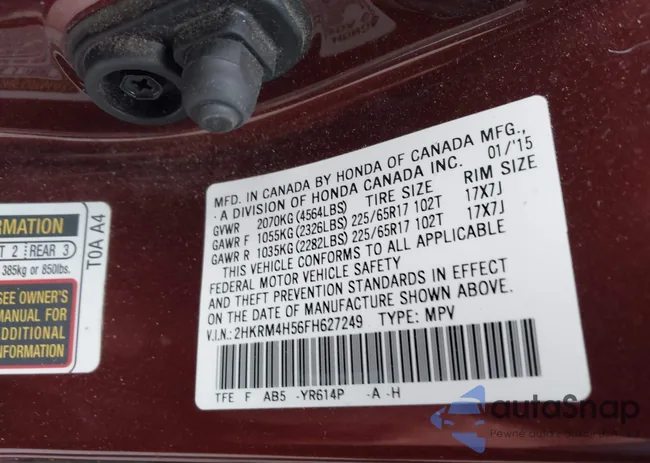 MFD. IN CANADA BY HONDA OF CANADA MFG.,
- A DIVISION OF HONDA CANADA INC. 01/'15
GVWR 2070KG (4564LBS) TIRE SIZE RIM SIZE
GAWR F 1055KG (2326LBS) 225/65R17 102T 17X7J
GAWR R 1035KG (2282LBS) 225/65R17 102T 17X7J
THIS VEHICLE CONFORMS TO ALL APPLICABLE
FEDERAL MOTOR VEHICLE SAFETY
AND THEFT PREVENTION STANDARDS IN EFFECT
ON THE DATE OF MANUFACTURE SHOWN ABOVE.
V.I.N.: 2HKRM4H56FH627249 TYPE: MPV
TFE F AB5 -YR614P -A -H
ORMATION
T 2 REAR 3
385kg or 850lbs.
SEE OWNER'S
MANUAL FOR
ADDITIONAL
INFORMATION
T0A A4
autoSnap
Pewne auto